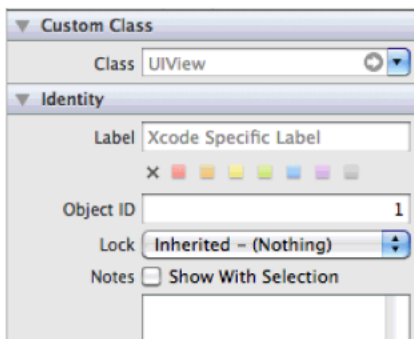 Custom Class
Class UIView
Identity
Label Xcode Specific Label
Object ID 1
Lock Inherited - (Nothing)
Notes Show With Selection